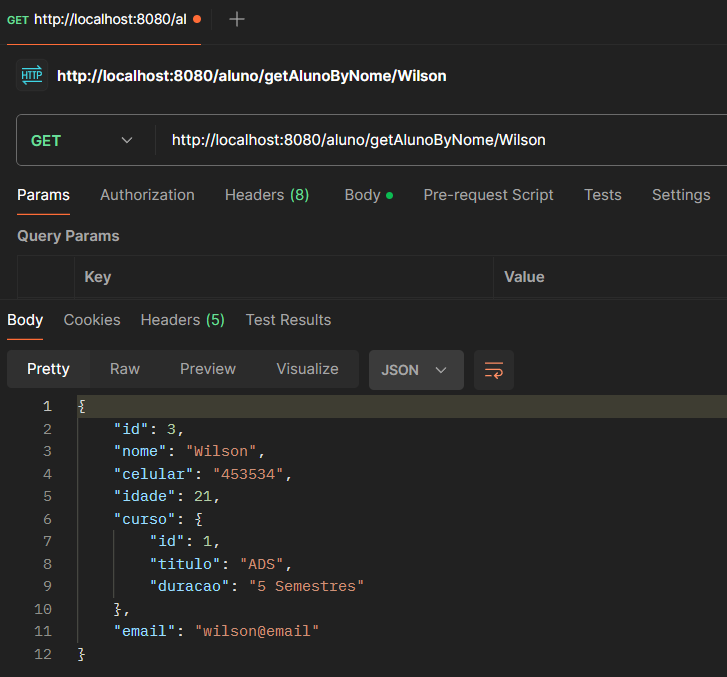 GET http://localhost:8080/al
HTTP http://localhost:8080/aluno/getAlunoByNome/Wilson
GET http://localhost:8080/aluno/getAlunoByNome/Wilson
Params Authorization Headers (8) Body Pre-request Script Tests Settings
Query Params
Key Value
Body Cookies Headers (5) Test Results
Pretty Raw Preview Visualize JSON
1 {
2 "id": 3,
3 "nome": "Wilson",
4 "celular": "453534",
5 "idade": 21,
6 "curso": {
7 "id": 1,
8 "titulo": "ADS",
9 "duracao": "5 Semestres"
10 },
11 "email": "wilson@email"
12 }